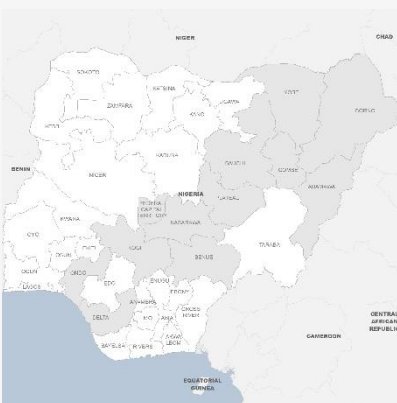 NIGER
CHAD
SOKOTO
KATSINA
YOBE
BORNO
ZAMFARA
JIGAWA
KANO
KEBBI
KADUNA
BAUCHI
GOMBE
BENIN
NIGER
ADAMAWA
NIGERIA
PLATEAU
FEDERAL
CAPITAL
KWARA
NASARAWA
OYO
TARABA
EKITI
KOGI
OSUN
BENUE
OGUN
ONDO
EDO
ENUGU
LAGOS
EBONYI
ANAMBRA
CROSS
RIVER
DELTA
IMO
ABIA
CENTRAL
AFRICAN
REPUBLIC
AKWA
IBOM
CAMEROON
BAYELSA
RIVERS
EQUATORIAL
GUINEA